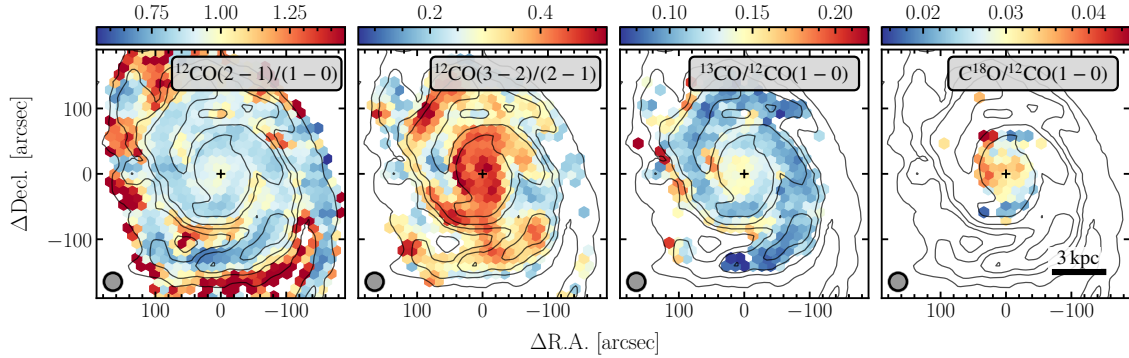 0.75 1.00 1.25 0.2 0.4 0.10 0.15 0.20 0.02 0.03 0.04
¹²CO(2 − 1)/(1 − 0) ¹²CO(3 − 2)/(2 − 1) ¹³CO/¹²CO(1 − 0) C¹⁸O/¹²CO(1 − 0)
100
0
−100
ΔDecl. [arcsec]
3 kpc
100 0 −100 100 0 −100 100 0 −100 100 0 −100
ΔR.A. [arcsec]